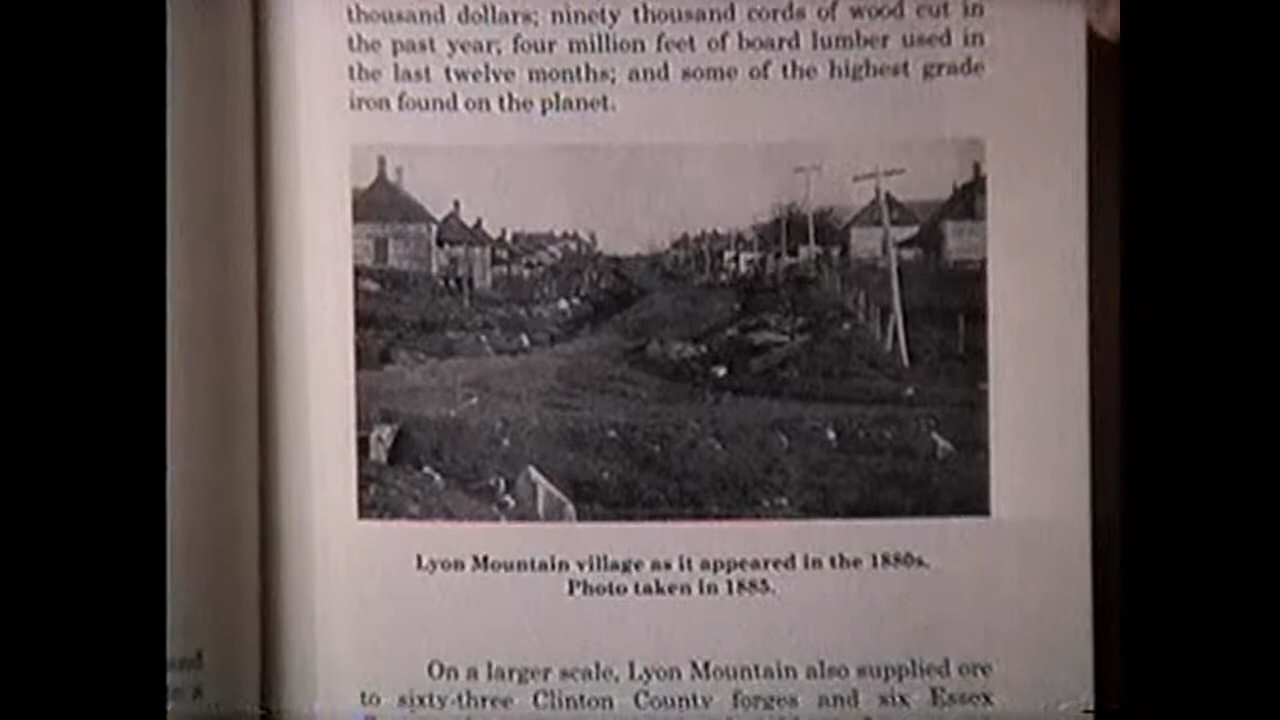 thousand dollars; ninety thousand cords of wood cut in
the past year; four million feet of board lumber used in
the last twelve months; and some of the highest grade
iron found on the planet.
Lyon Mountain village as it appeared in the 1880s.
Photo taken in 1885.
On a larger scale, Lyon Mountain also supplied ore
to sixty-three Clinton County forges and six Essex